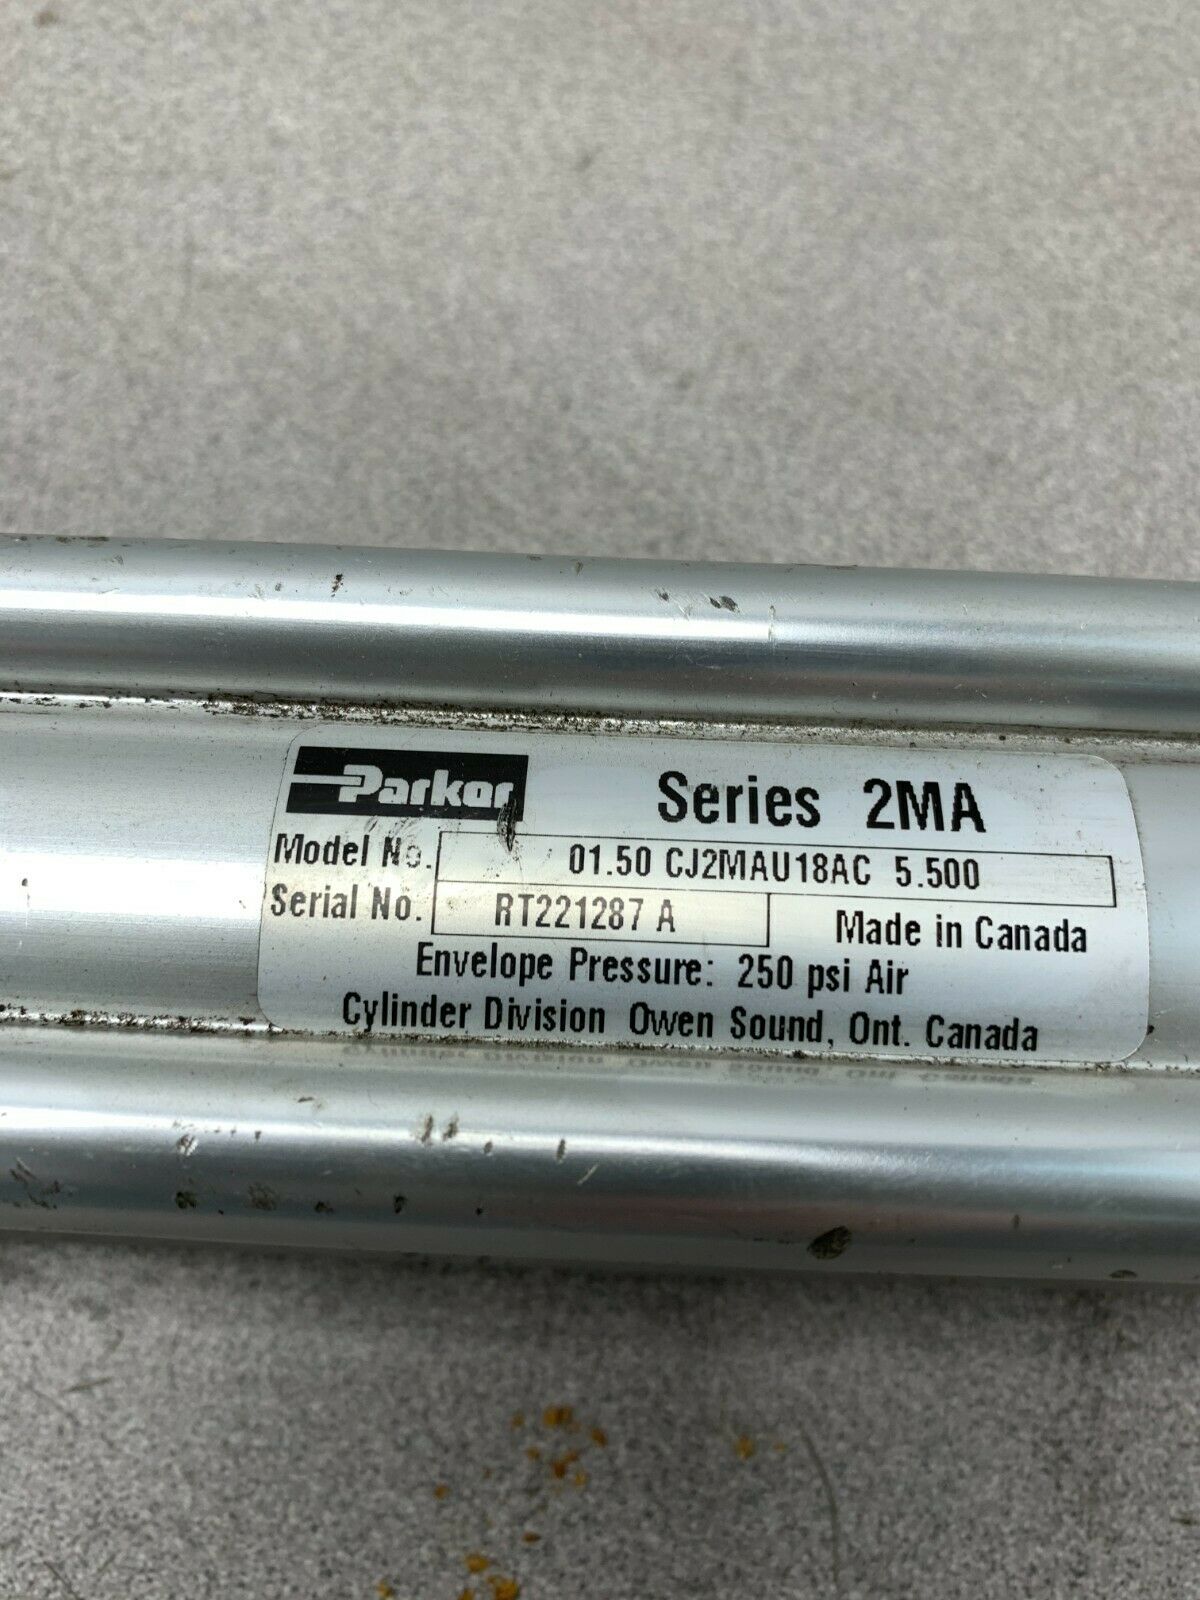 Parker Series 2MA
Model No. 01.50 CJ2MAU18AC 5.500
Serial No. RT221287 A Made in Canada
Envelope Pressure: 250 psi Air
Cylinder Division Owen Sound, Ont. Canada